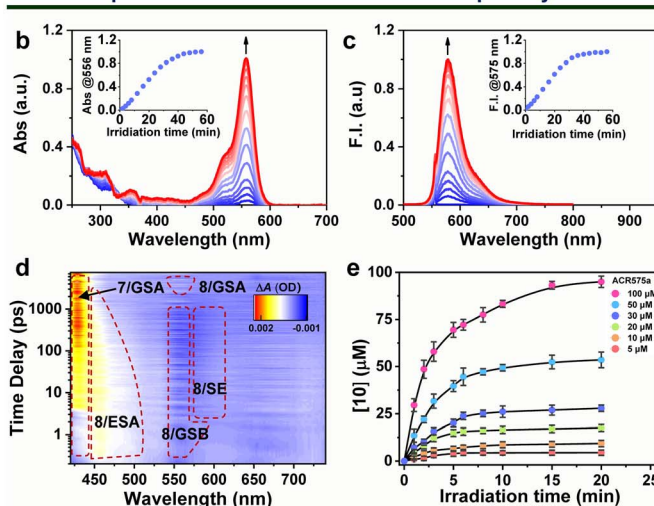 b
1.2
0.8
0.4
0.0
Abs (a.u.)
1.0
0.5
0.0
Abs @556 nm
0 20 40 60
Irridiation time (min)
300 400 500 600 700
Wavelength (nm)
c
1.2
0.8
0.4
0.0
F.I. (a.u)
1.0
0.5
0.0
F.I. @575 nm
0 20 40 60
Irridiation time (min)
500 600 700 800 900
Wavelength (nm)
d
1000
100
10
1
Time Delay (ps)
7/GSA
8/GSA
ΔA (OD)
0.002 -0.001
8/SE
8/ESA
8/GSB
450 500 550 600 650 700
Wavelength (nm)
e
100
75
50
25
0
[10] (μM)
ACR575a
100 μM
50 μM
30 μM
20 μM
10 μM
5 μM
0 5 10 15 20 25
Irradiation time (min)